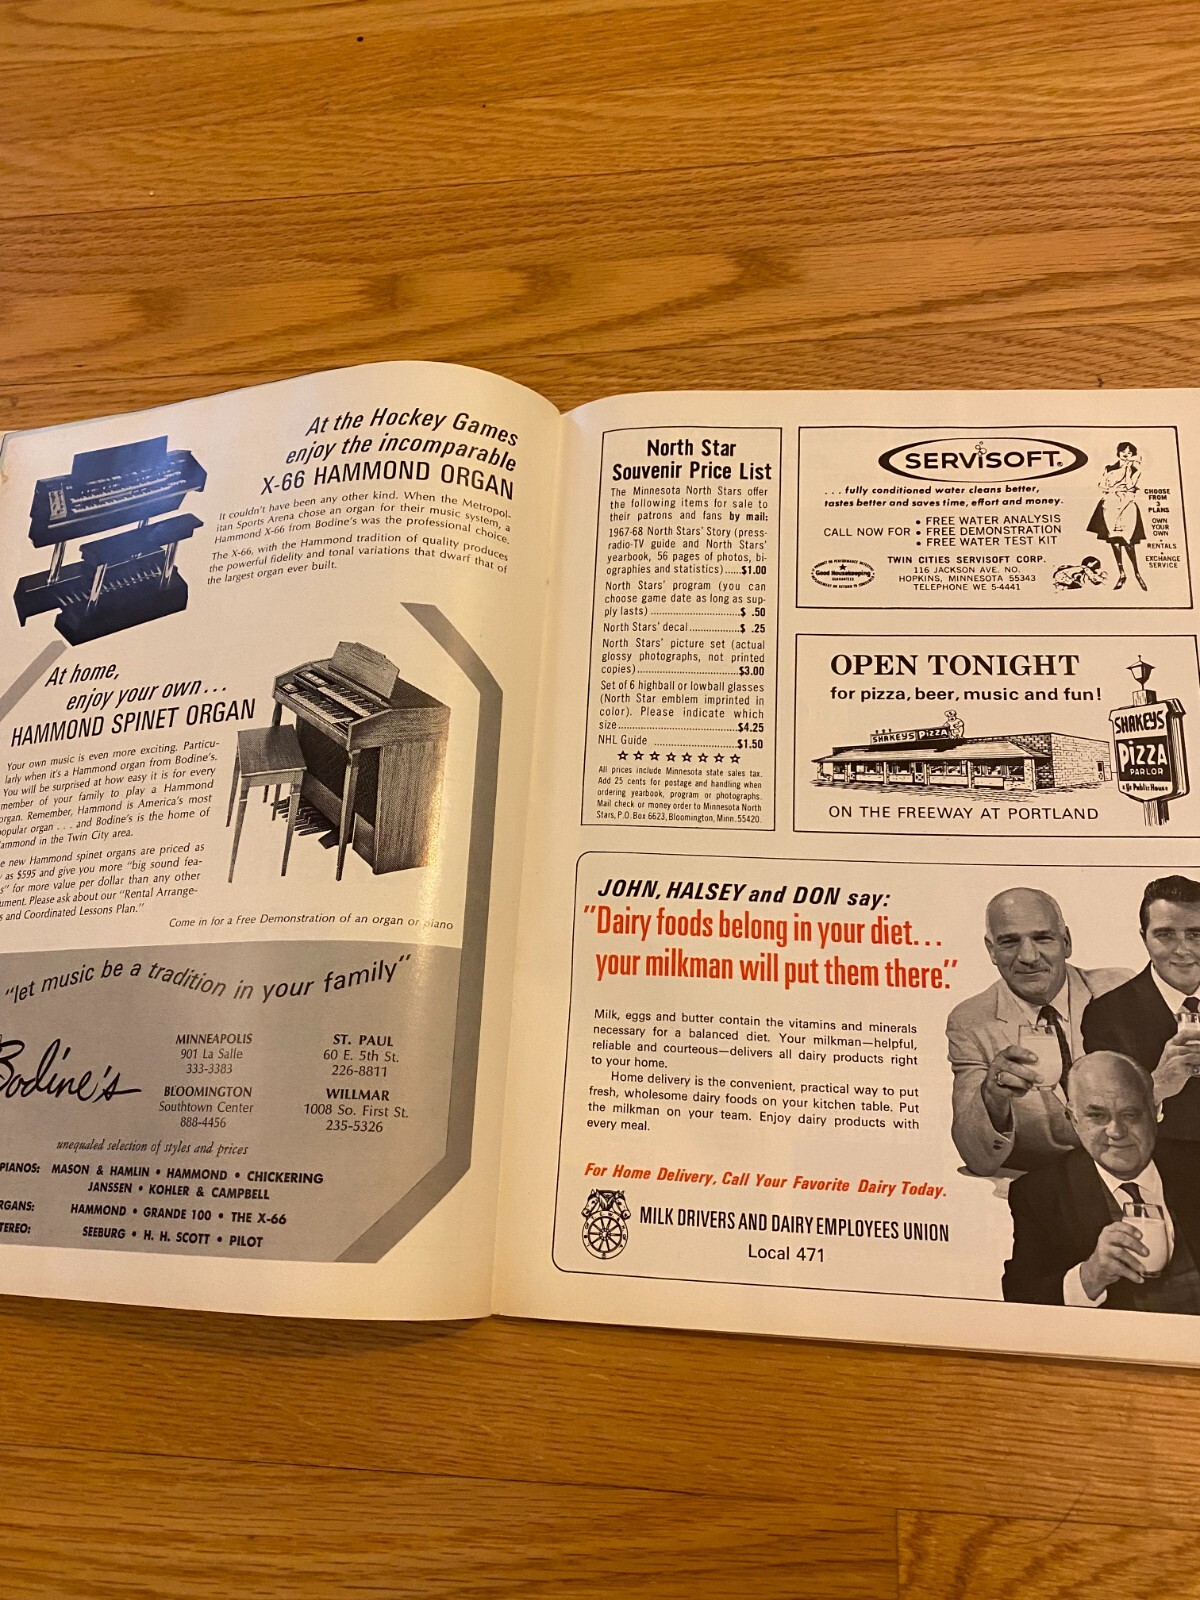 At the Hockey Games
enjoy the incomparable
X-66 HAMMOND ORGAN
It couldn't have been any other kind. When the Metropol-
itan Sports Arena chose an organ for their music system, a
Hammond X-66 from Bodine's was the professional choice.
The X-66, with the Hammond tradition of quality produces
the powerful fidelity and tonal variations that dwarf that of
the largest organ ever built.
At home,
enjoy your own...
HAMMOND SPINET ORGAN
Your own music is even more exciting. Particu-
larly when it's a Hammond organ from Bodine's.
You will be surprised at how easy it is for every
member of your family to play a Hammond
organ. Remember, Hammond is America's most
popular organ . . . and Bodine's is the home of
Hammond in the Twin City area.
new Hammond spinet organs are priced as
as $595 and give you more "big sound fea-
for more value per dollar than any other
Please ask about our "Rental Arrange-
and Coordinated Lessons Plan."
Come in for a Free Demonstration of an organ or piano
"let music be a tradition in your family"
Bodine's
MINNEAPOLIS
901 La Salle
333-3383
BLOOMINGTON
Southtown Center
888-4456
ST. PAUL
60 E. 5th St.
226-8811
WILLMAR
1008 So. First St.
235-5326
unequaled selection of styles and prices
PIANOS: MASON & HAMLIN • HAMMOND • CHICKERING
JANSSEN • KOHLER & CAMPBELL
RGANS: HAMMOND • GRANDE 100 • THE X-66
TEREO: SEEBURG • H. H. SCOTT • PILOT
North Star
Souvenir Price List
The Minnesota North Stars offer
the following items for sale to
their patrons and fans by mail:
1967-68 North Stars' Story (press-
radio-TV guide and North Stars'
yearbook, 56 pages of photos, bi-
ographies and statistics).....$1.00
North Stars' program (you can
choose game date as long as sup-
ply lasts) ........................$ .50
North Stars' decal..............$ .25
North Stars' picture set (actual
glossy photographs, not printed
copies)............................$3.00
Set of 6 highball or lowball glasses
(North Star emblem imprinted in
color). Please indicate which
size................................$4.25
NHL Guide ......................$1.50
☆ ☆ ☆ ☆ ☆ ☆ ☆
All prices include Minnesota state sales tax.
Add 25 cents for postage and handling when
ordering yearbook, program or photographs.
Mail check or money order to Minnesota North
Stars, P.O. Box 6623, Bloomington, Minn. 55420.
SERVISOFT®
. . . fully conditioned water cleans better,
tastes better and saves time, effort and money.
CALL NOW FOR
• FREE WATER ANALYSIS
• FREE DEMONSTRATION
• FREE WATER TEST KIT
TWIN CITIES SERVISOFT CORP.
116 JACKSON AVE. NO.
HOPKINS, MINNESOTA 55343
TELEPHONE WE 5-4441
Good Housekeeping
GUARANTEES
CHOOSE
FROM
3
PLANS
OWN
YOUR
OWN
•
RENTALS
•
EXCHANGE
SERVICE
OPEN TONIGHT
for pizza, beer, music and fun!
SHAKEYS PIZZA
SHAKEYS
PIZZA
PARLOR
& Ye Public House
ON THE FREEWAY AT PORTLAND
JOHN, HALSEY and DON say:
"Dairy foods belong in your diet...
your milkman will put them there."
Milk, eggs and butter contain the vitamins and minerals
necessary for a balanced diet. Your milkman—helpful,
reliable and courteous—delivers all dairy products right
to your home.
Home delivery is the convenient, practical way to put
fresh, wholesome dairy foods on your kitchen table. Put
the milkman on your team. Enjoy dairy products with
every meal.
For Home Delivery, Call Your Favorite Dairy Today.
MILK DRIVERS AND DAIRY EMPLOYEES UNION
Local 471